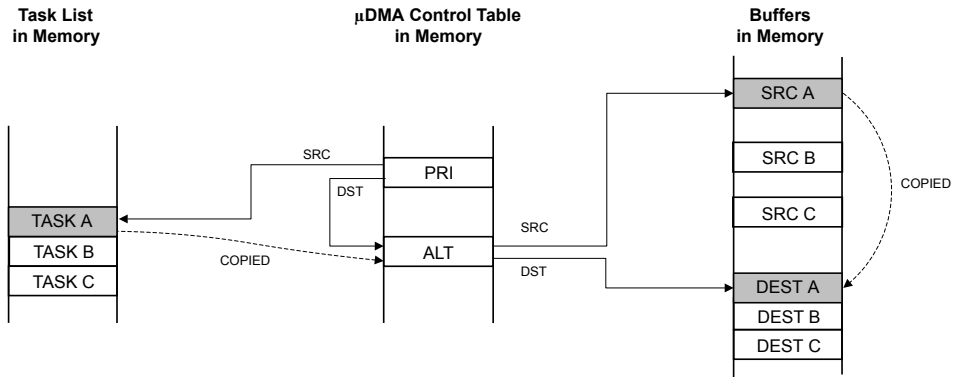 Task List
in Memory
µDMA Control Table
in Memory
Buffers
in Memory
SRC A
SRC B
SRC C
COPIED
SRC
PRI
DST
TASK A
TASK B
TASK C
COPIED
ALT
SRC
DST
DEST A
DEST B
DEST C